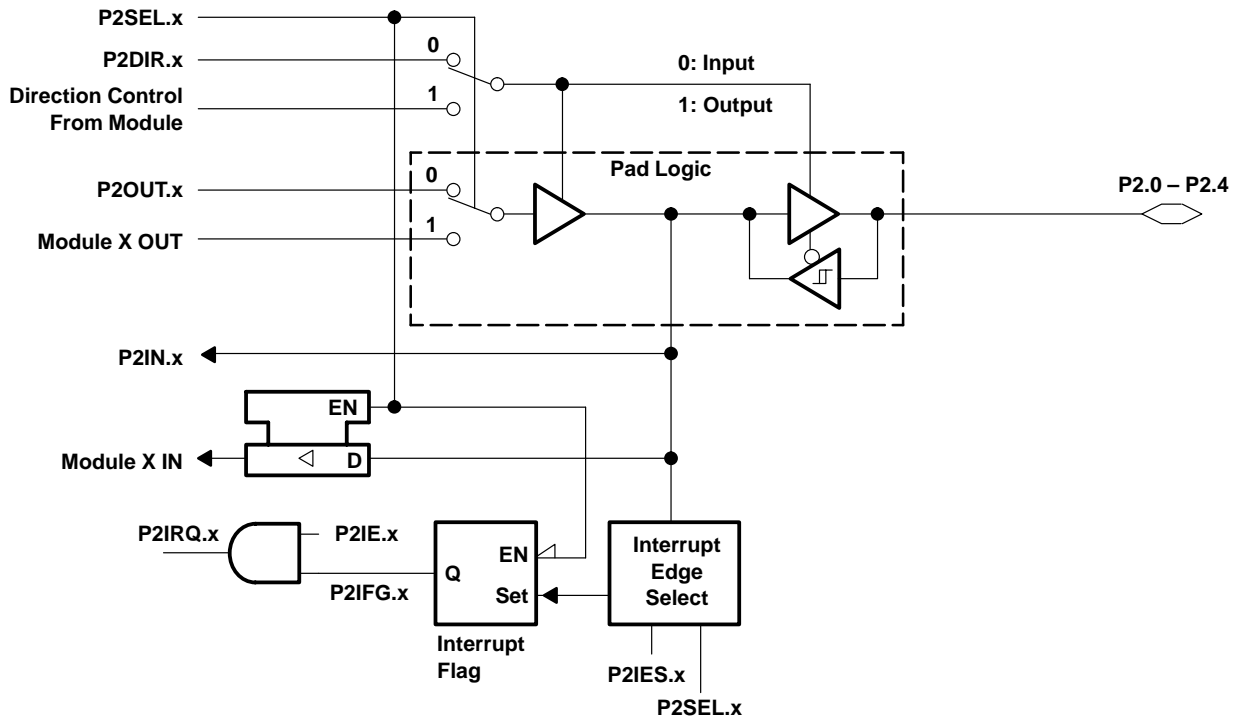 P2SEL.x
P2DIR.x
0
Direction Control
From Module
1
0: Input
1: Output
Pad Logic
P2OUT.x
0
Module X OUT
1
P2.0 – P2.4
P2IN.x
EN
Module X IN
D
P2IRQ.x
P2IE.x
P2IFG.x
Q
EN
Set
Interrupt
Flag
Interrupt
Edge
Select
P2IES.x
P2SEL.x